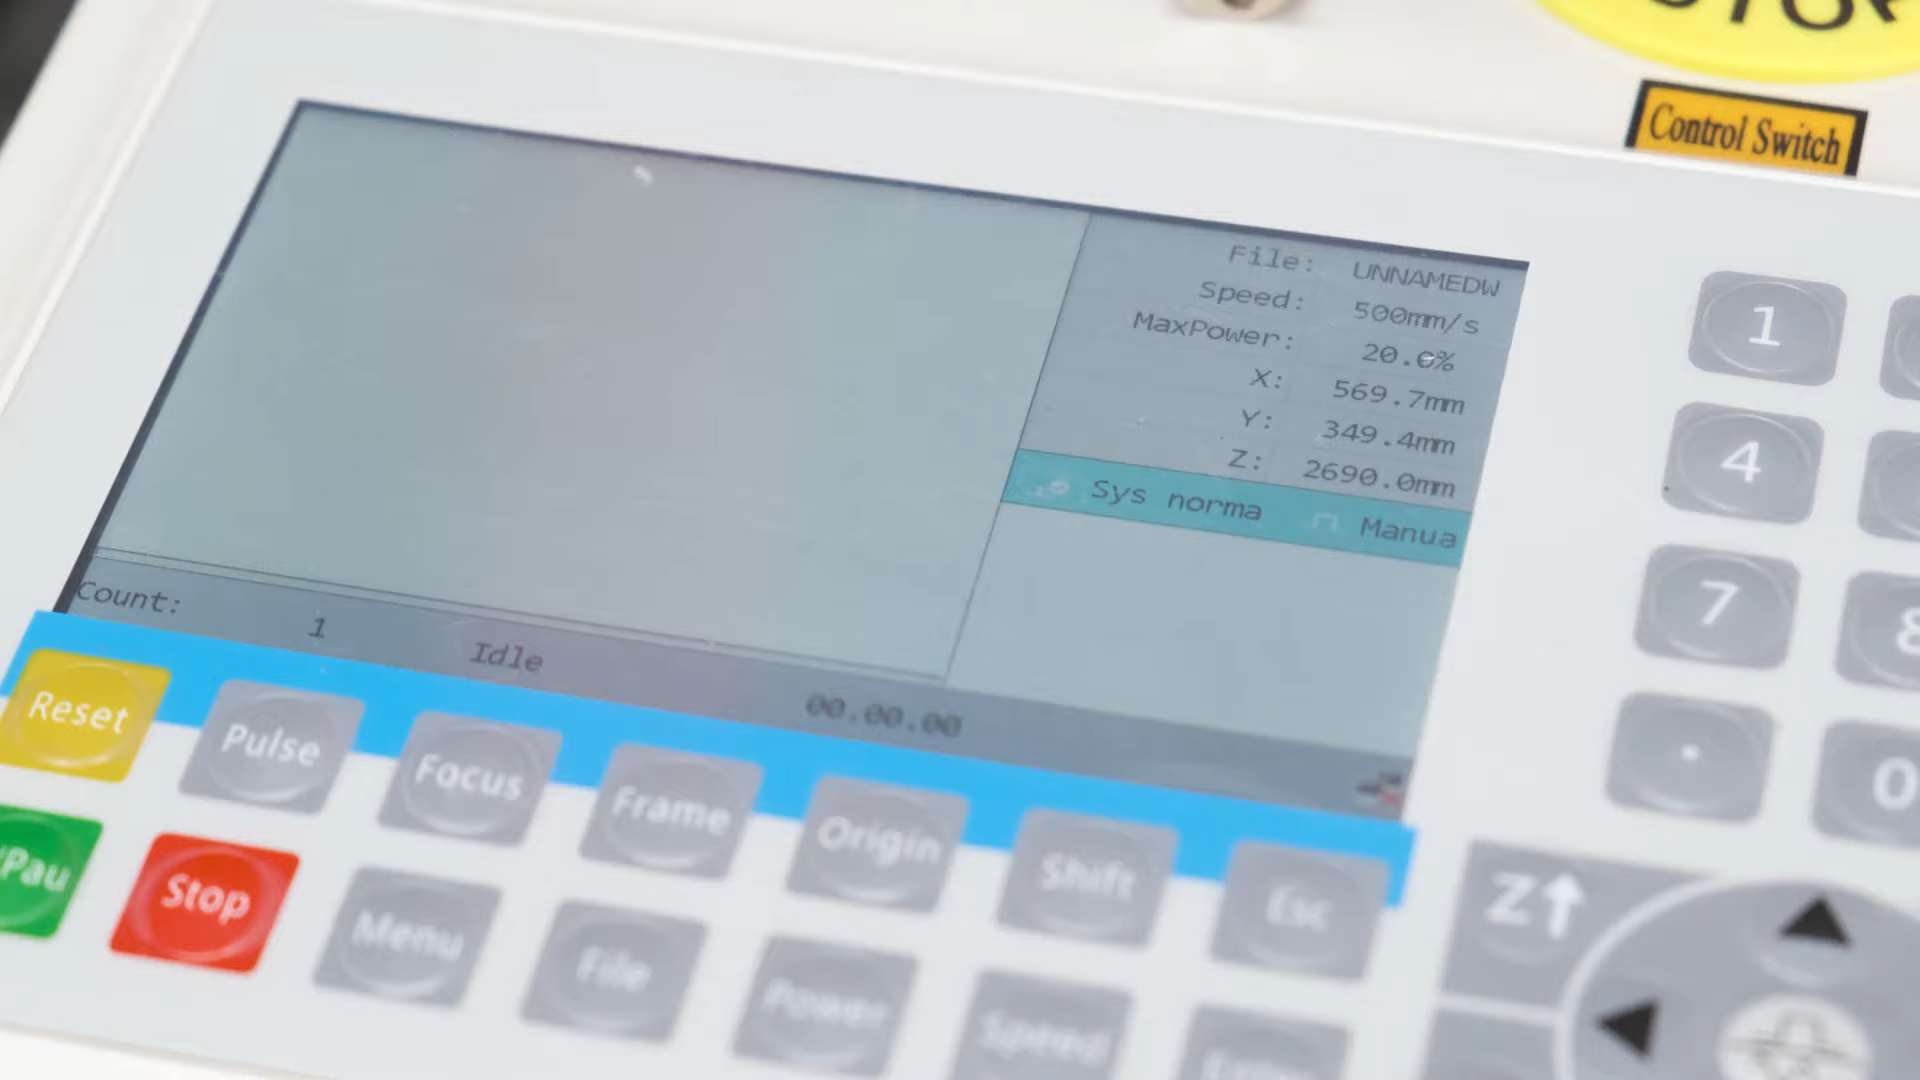 STOP
Control Switch
File: UNNAMEDW
Speed: 500mm/s
MaxPower: 20.0%
X: 569.7mm
Y: 349.4mm
Z: 2690.0mm
Sys norma Manua
Count: 1 Idle 00.00.00
1
4
7 8
. 0
Reset Pulse Focus Frame Origin Shift Esc
Pau Stop Menu File Power Speed Enter
Z↑